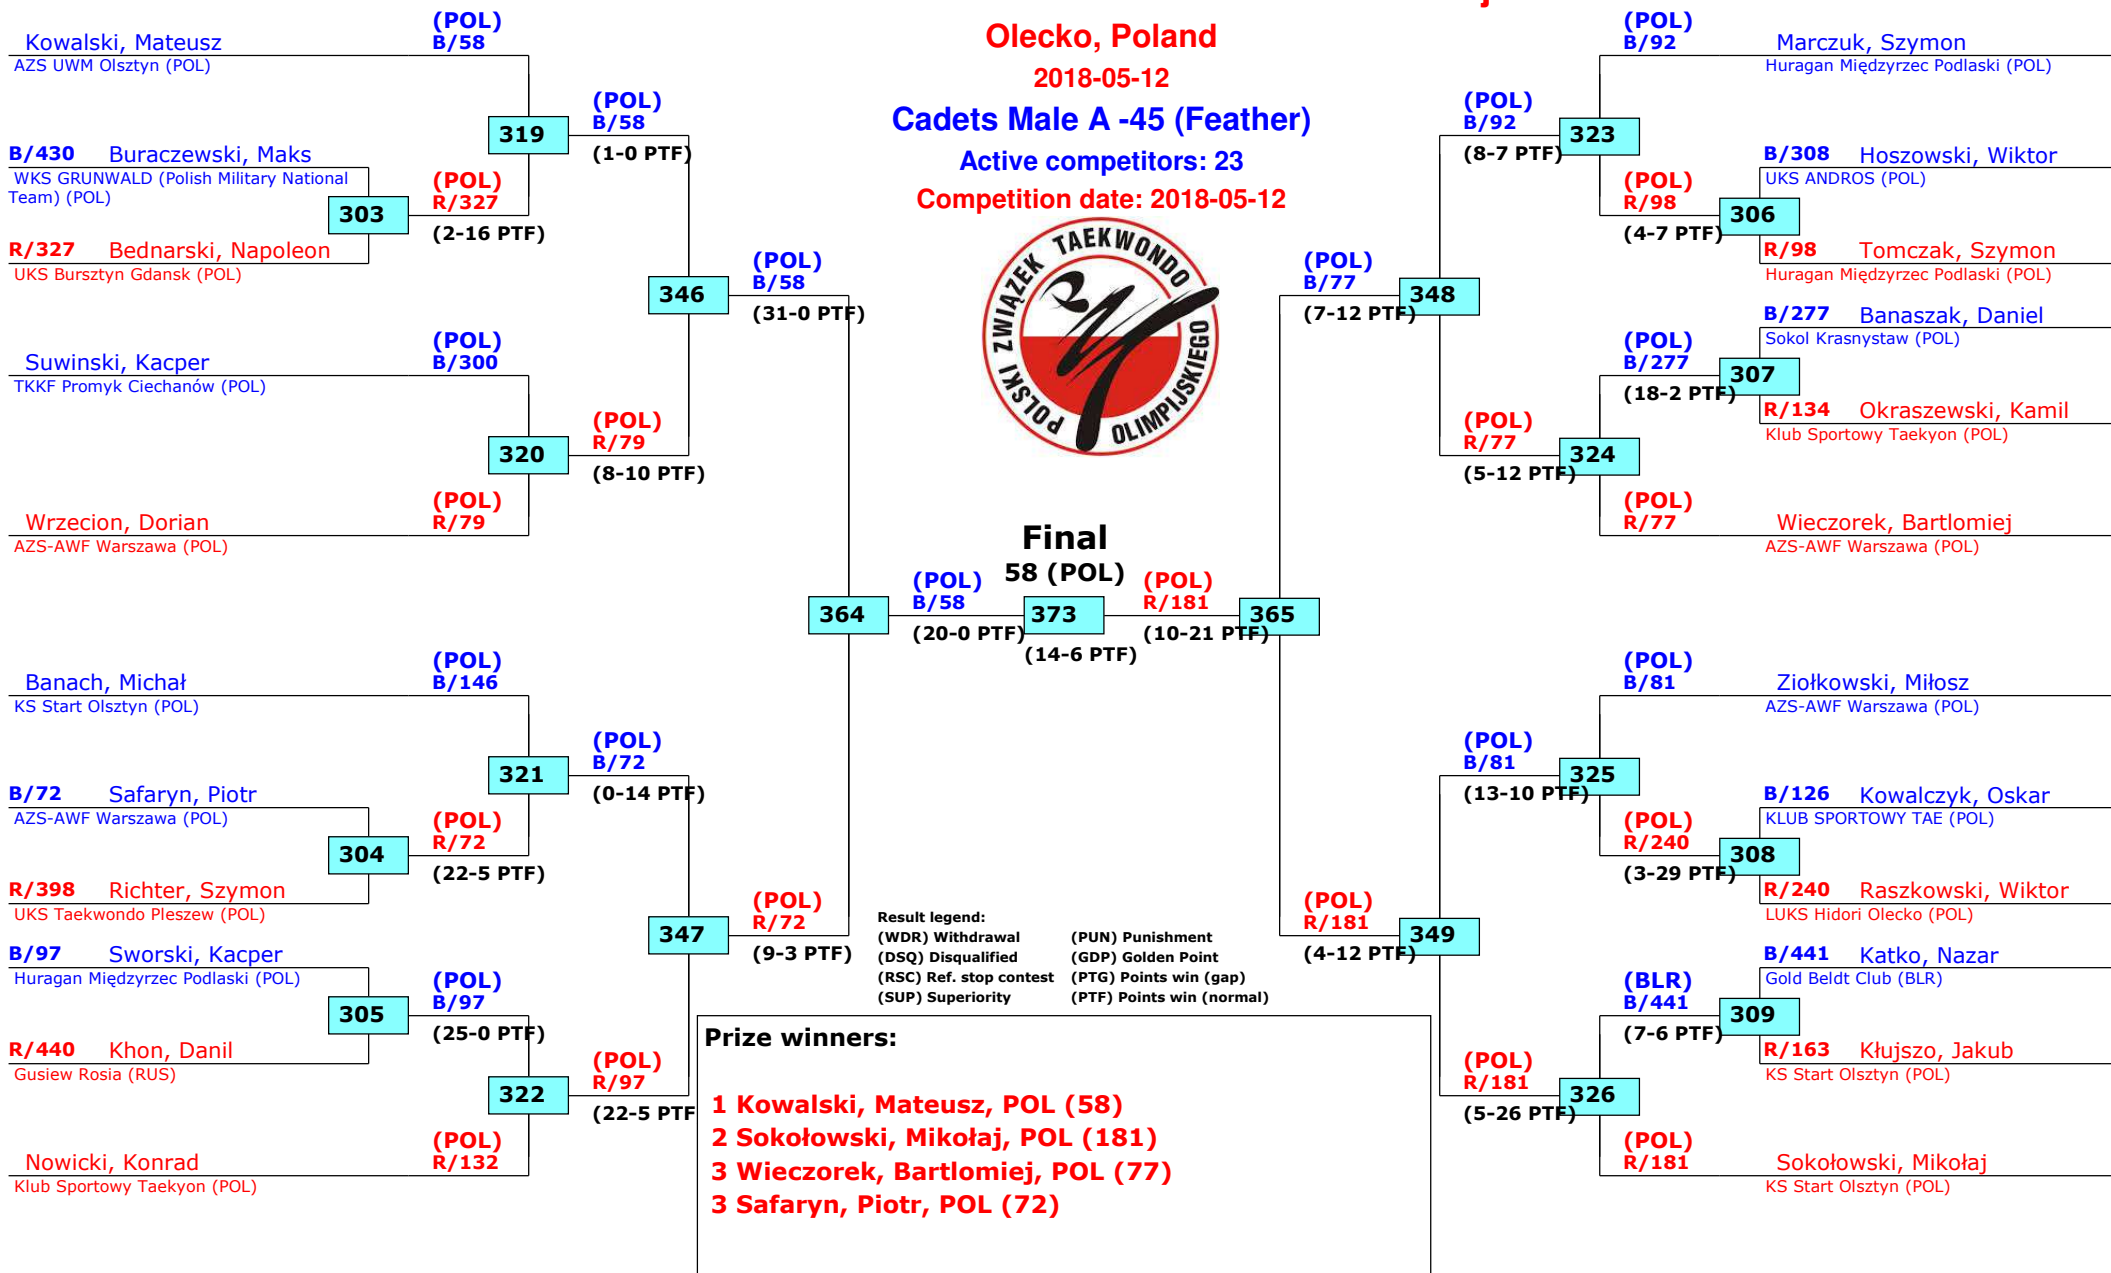 Olecko, Poland
2018-05-12
Cadets Male A -45 (Feather)
Active competitors: 23
Competition date: 2018-05-12
POLSKI ZWIĄZEK TAEKWONDO OLIMPIJSKIEGO
(POL)
Kowalski, Mateusz B/58
AZS UWM Olsztyn (POL)
319
(POL)
B/58
(1-0 PTF)
B/430 Buraczewski, Maks
WKS GRUNWALD (Polish Military National
Team) (POL)
303
(POL)
R/327
(2-16 PTF)
R/327 Bednarski, Napoleon
UKS Bursztyn Gdansk (POL)
346
(POL)
B/58
(31-0 PTF)
(POL)
Suwinski, Kacper B/300
TKKF Promyk Ciechanów (POL)
320
(POL)
R/79
(8-10 PTF)
(POL)
Wrzecion, Dorian R/79
AZS-AWF Warszawa (POL)
364
(POL)
B/58
(20-0 PTF)
(POL)
Banach, Michał B/146
KS Start Olsztyn (POL)
321
(POL)
B/72
(0-14 PTF)
B/72 Safaryn, Piotr
AZS-AWF Warszawa (POL)
304
(POL)
R/72
(22-5 PTF)
R/398 Richter, Szymon
UKS Taekwondo Pleszew (POL)
347
(POL)
R/72
(9-3 PTF)
B/97 Sworski, Kacper
Huragan Międzyrzec Podlaski (POL)
305
(POL)
B/97
(25-0 PTF)
R/440 Khon, Danil
Gusiew Rosia (RUS)
322
(POL)
R/97
(22-5 PTF
(POL)
Nowicki, Konrad R/132
Klub Sportowy Taekyon (POL)
Final
58 (POL)
373
(14-6 PTF)
(POL)
R/181
(10-21 PTF)
365
(POL)
B/92 Marczuk, Szymon
Huragan Międzyrzec Podlaski (POL)
(POL)
B/92
(8-7 PTF)
323
B/308 Hoszowski, Wiktor
UKS ANDROS (POL)
(POL)
R/98
(4-7 PTF)
306
R/98 Tomczak, Szymon
Huragan Międzyrzec Podlaski (POL)
(POL)
B/77
(7-12 PTF)
348
B/277 Banaszak, Daniel
Sokol Krasnystaw (POL)
(POL)
B/277
(18-2 PTF)
307
R/134 Okraszewski, Kamil
Klub Sportowy Taekyon (POL)
(POL)
R/77
(5-12 PTF)
324
(POL)
R/77 Wieczorek, Bartlomiej
AZS-AWF Warszawa (POL)
(POL)
B/81 Ziołkowski, Miłosz
AZS-AWF Warszawa (POL)
(POL)
B/81
(13-10 PTF)
325
B/126 Kowalczyk, Oskar
KLUB SPORTOWY TAE (POL)
(POL)
R/240
(3-29 PTF)
308
R/240 Raszkowski, Wiktor
LUKS Hidori Olecko (POL)
(POL)
R/181
(4-12 PTF)
349
B/441 Katko, Nazar
Gold Beldt Club (BLR)
(BLR)
B/441
(7-6 PTF)
309
R/163 Kłujszo, Jakub
KS Start Olsztyn (POL)
(POL)
R/181
(5-26 PTF)
326
(POL)
R/181 Sokołowski, Mikołaj
KS Start Olsztyn (POL)
Result legend:
(WDR) Withdrawal (PUN) Punishment
(DSQ) Disqualified (GDP) Golden Point
(RSC) Ref. stop contest (PTG) Points win (gap)
(SUP) Superiority (PTF) Points win (normal)
Prize winners:
1 Kowalski, Mateusz, POL (58)
2 Sokołowski, Mikołaj, POL (181)
3 Wieczorek, Bartlomiej, POL (77)
3 Safaryn, Piotr, POL (72)